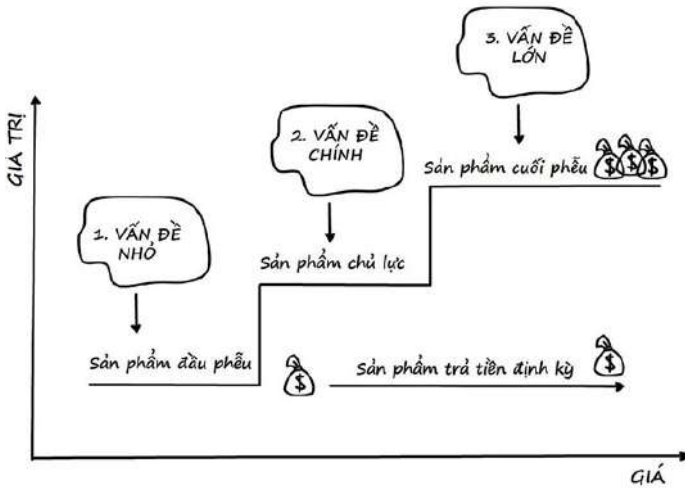 3. VẤN ĐỀ
LỚN
2. VẤN ĐỀ
CHÍNH
GIÁ TRỊ
Sản phẩm cuối phễu
$ $ $
1. VẤN ĐỀ
NHỎ
Sản phẩm chủ lực
Sản phẩm đầu phễu
$
Sản phẩm trả tiền định kỳ
$
GIÁ